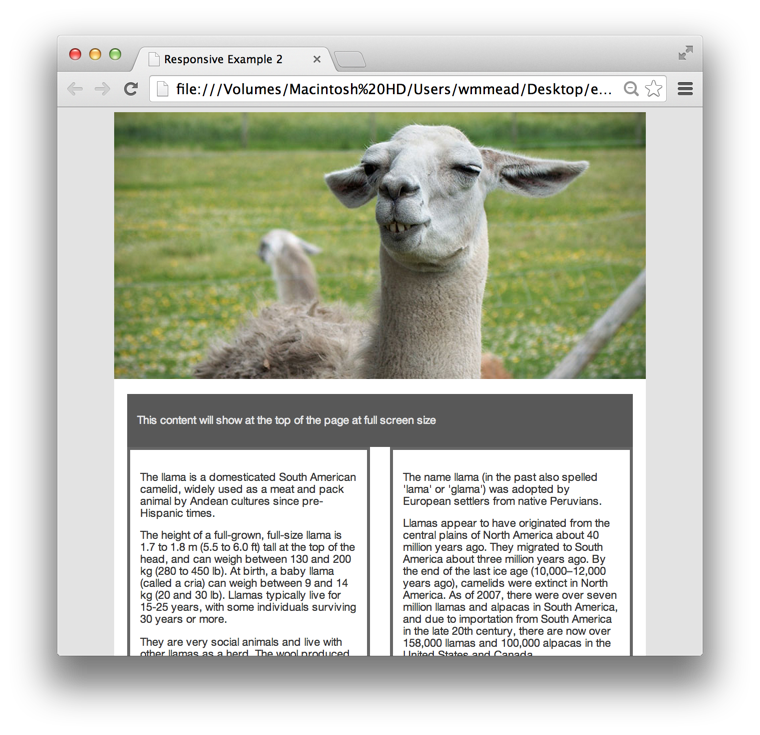 Responsive Example 2
file:///Volumes/Macintosh%20HD/Users/wmmead/Desktop/e...
This content will show at the top of the page at full screen size
The llama is a domesticated South American
camelid, widely used as a meat and pack
animal by Andean cultures since pre-
Hispanic times.
The height of a full-grown, full-size llama is
1.7 to 1.8 m (5.5 to 6.0 ft) tall at the top of the
head, and can weigh between 130 and 200
kg (280 to 450 lb). At birth, a baby llama
(called a cria) can weigh between 9 and 14
kg (20 and 30 lb). Llamas typically live for
15-25 years, with some individuals surviving
30 years or more.
They are very social animals and live with
other llamas as a herd. The wool produced
The name llama (in the past also spelled
'lama' or 'glama') was adopted by
European settlers from native Peruvians.
Llamas appear to have originated from the
central plains of North America about 40
million years ago. They migrated to South
America about three million years ago. By
the end of the last ice age (10,000–12,000
years ago), camelids were extinct in North
America. As of 2007, there were over seven
million llamas and alpacas in South America,
and due to importation from South America
in the late 20th century, there are now over
158,000 llamas and 100,000 alpacas in the
United States and Canada.